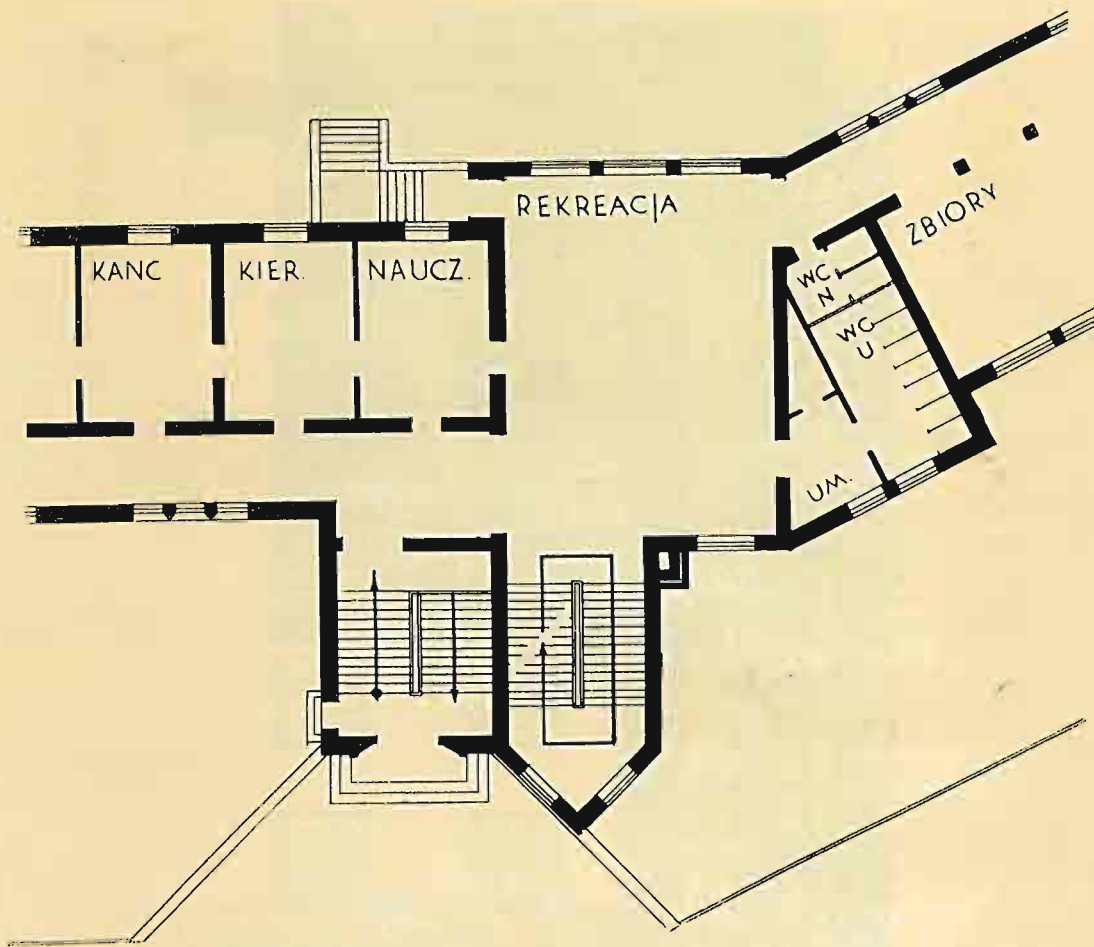 REKREACJA
KANC
KIER.
NAUCZ.
ZBIORY
WC
N
WC
U
UM.